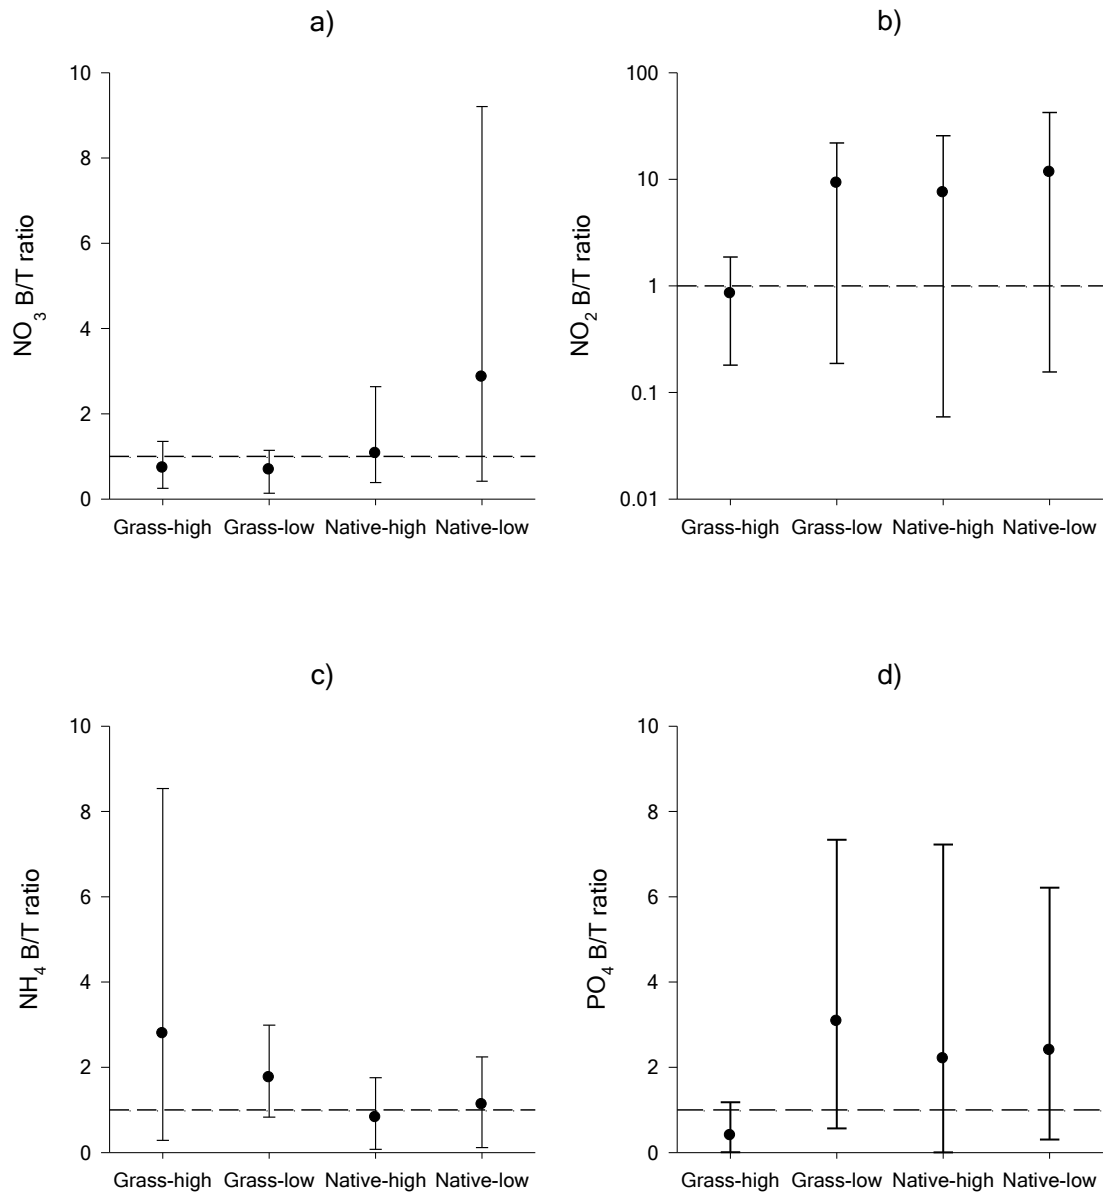 a)
10
8
6
4
2
0
NO3 B/T ratio
Grass-high Grass-low Native-high Native-low
b)
100
10
1
0.1
0.01
NO2 B/T ratio
Grass-high Grass-low Native-high Native-low
c)
10
8
6
4
2
0
NH4 B/T ratio
Grass-high Grass-low Native-high Native-low
d)
10
8
6
4
2
0
PO4 B/T ratio
Grass-high Grass-low Native-high Native-low